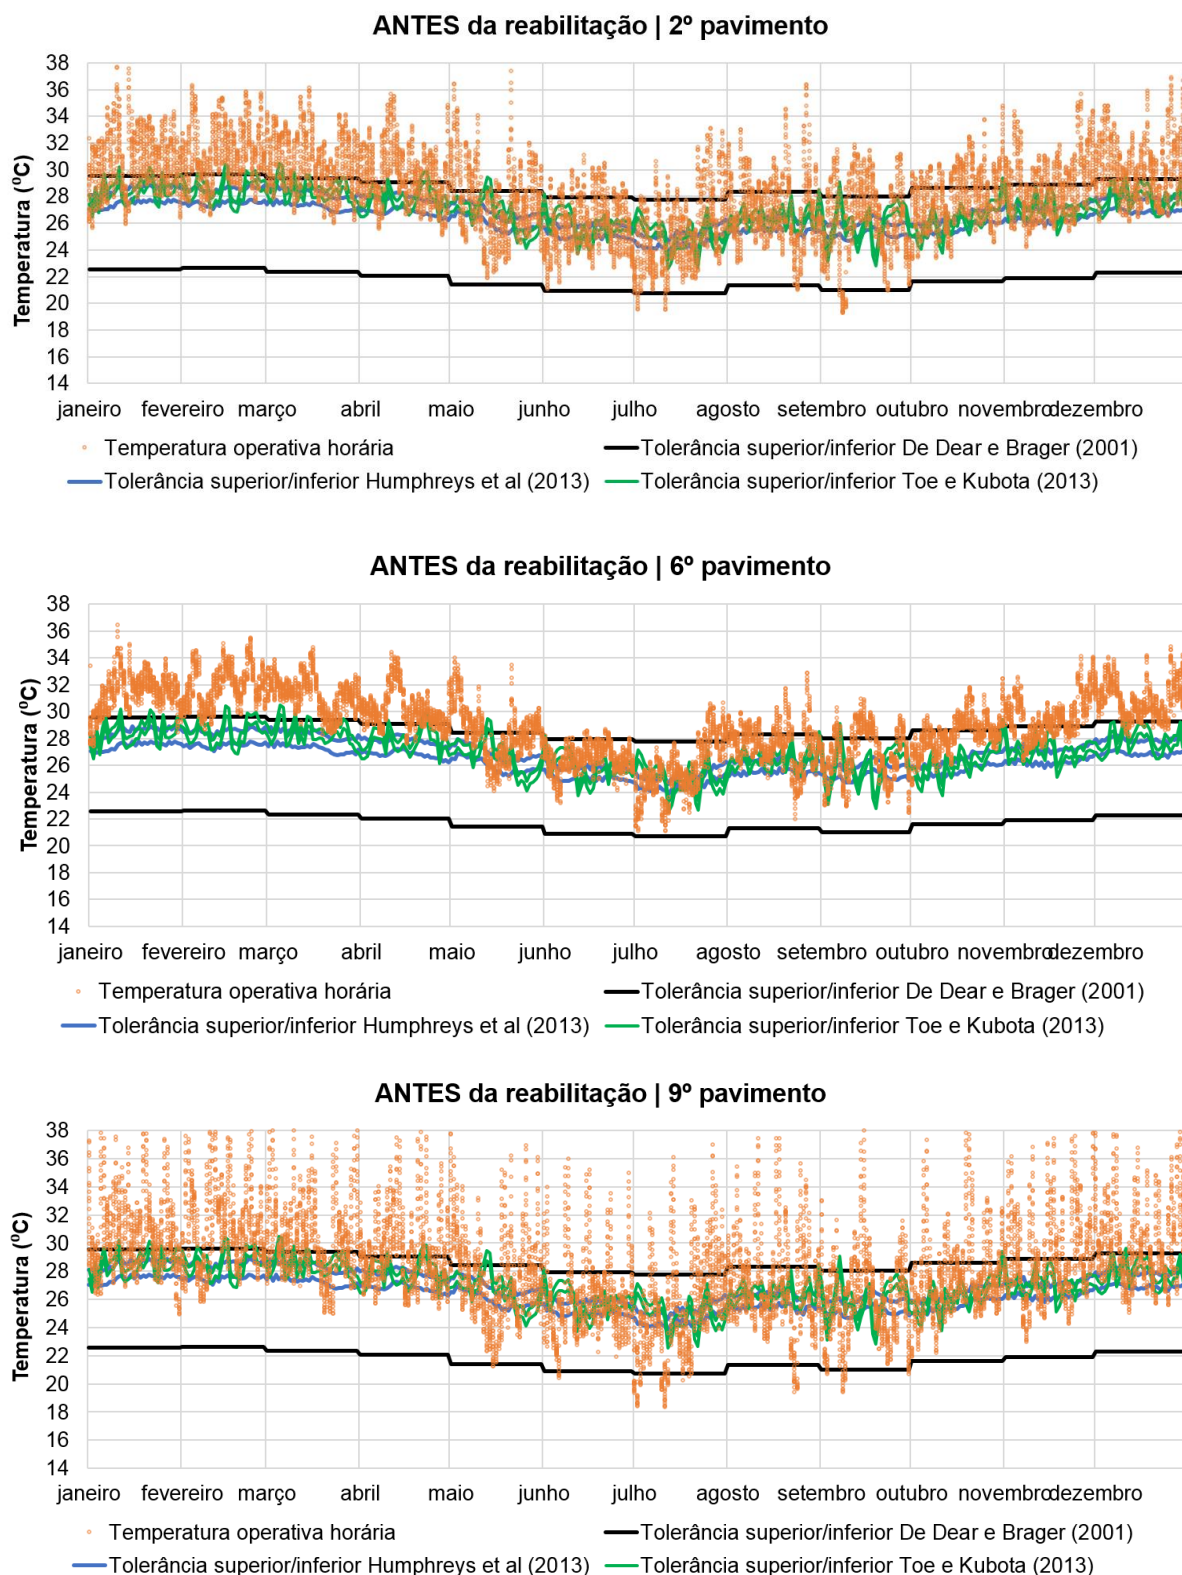 ANTES da reabilitação | 2º pavimento
38
36
34
32
30
28
26
24
22
20
18
16
14
Temperatura (ºC)
janeiro fevereiro março abril maio junho julho agosto setembro outubro novembro dezembro
Temperatura operativa horária
Tolerância superior/inferior De Dear e Brager (2001)
Tolerância superior/inferior Humphreys et al (2013)
Tolerância superior/inferior Toe e Kubota (2013)
ANTES da reabilitação | 6º pavimento
38
36
34
32
30
28
26
24
22
20
18
16
14
Temperatura (ºC)
janeiro fevereiro março abril maio junho julho agosto setembro outubro novembro dezembro
Temperatura operativa horária
Tolerância superior/inferior De Dear e Brager (2001)
Tolerância superior/inferior Humphreys et al (2013)
Tolerância superior/inferior Toe e Kubota (2013)
ANTES da reabilitação | 9º pavimento
38
36
34
32
30
28
26
24
22
20
18
16
14
Temperatura (ºC)
janeiro fevereiro março abril maio junho julho agosto setembro outubro novembro dezembro
Temperatura operativa horária
Tolerância superior/inferior De Dear e Brager (2001)
Tolerância superior/inferior Humphreys et al (2013)
Tolerância superior/inferior Toe e Kubota (2013)